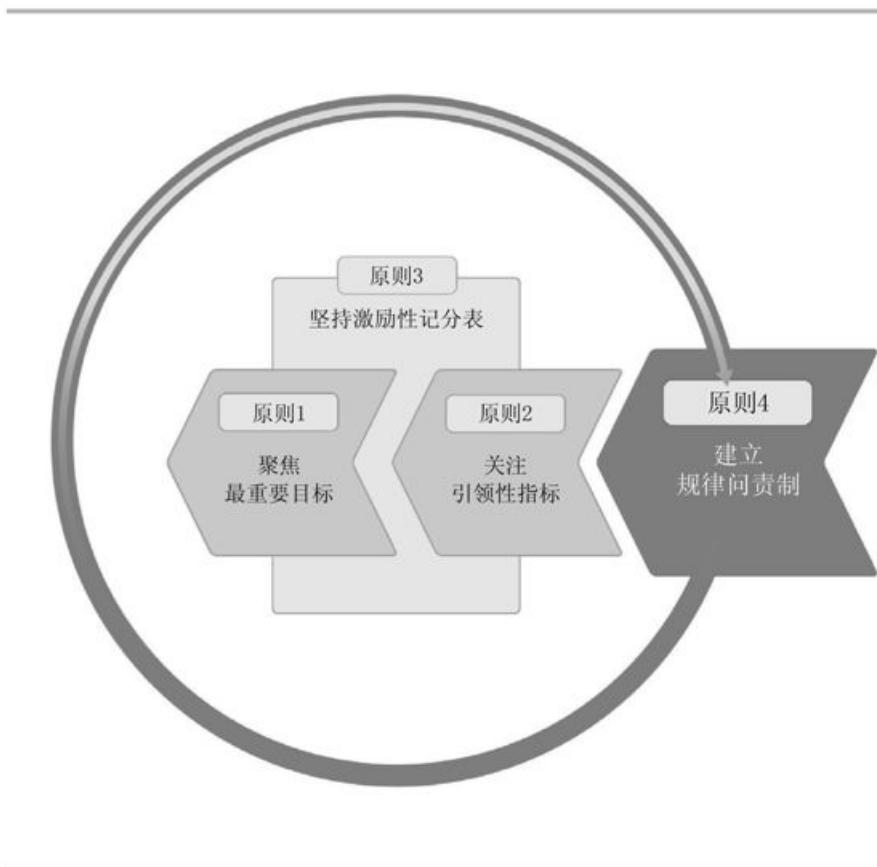 原则3
坚持激励性记分表
原则1
聚焦
最重要目标
原则2
关注
引领性指标
原则4
建立
规律问责制